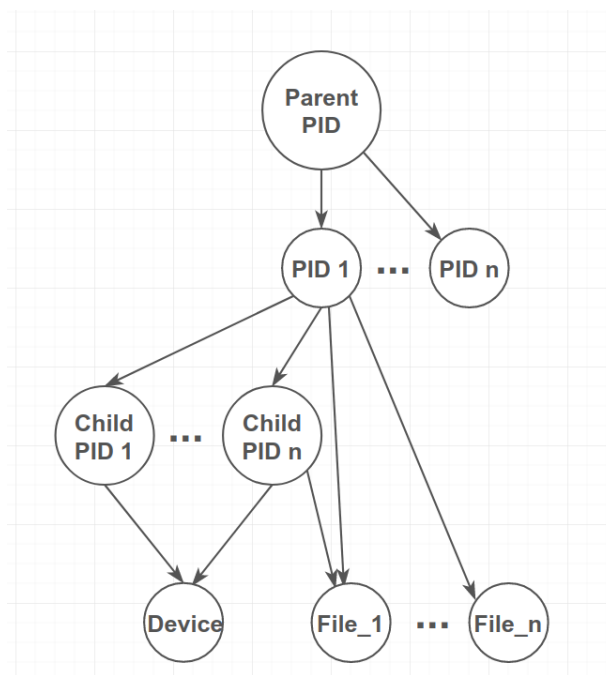 Parent
PID
PID 1 ... PID n
Child
PID 1
...
Child
PID n
Device
File_1 ... File_n